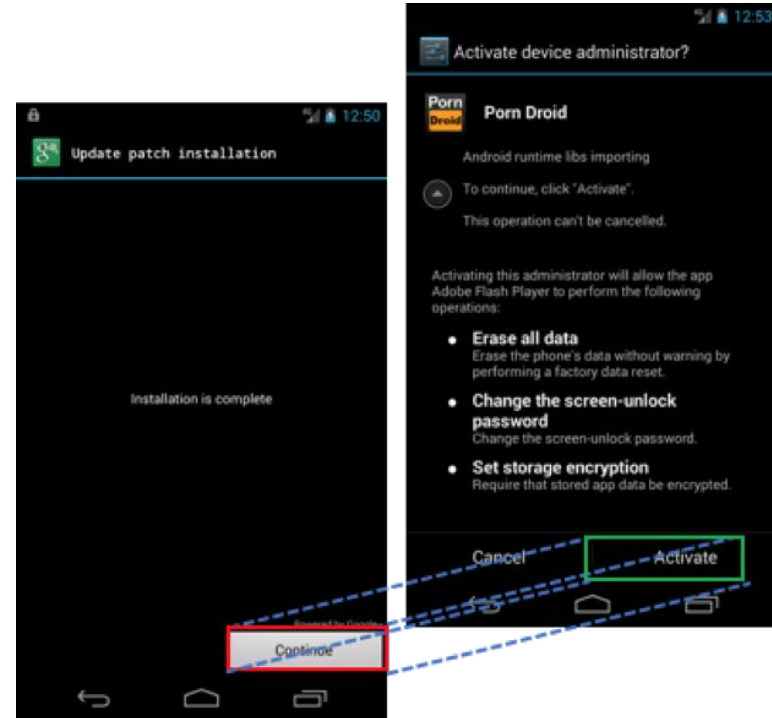 12:50
Update patch installation
Installation is complete
Powered by Google
Continue
12:53
Activate device administrator?
Porn
Droid
Porn Droid
Android runtime libs importing
To continue, click "Activate".
This operation can't be cancelled.
Activating this administrator will allow the app
Adobe Flash Player to perform the following
operations:
● Erase all data
Erase the phone's data without warning by
performing a factory data reset.
● Change the screen-unlock
password
Change the screen-unlock password.
● Set storage encryption
Require that stored app data be encrypted.
Cancel
Activate